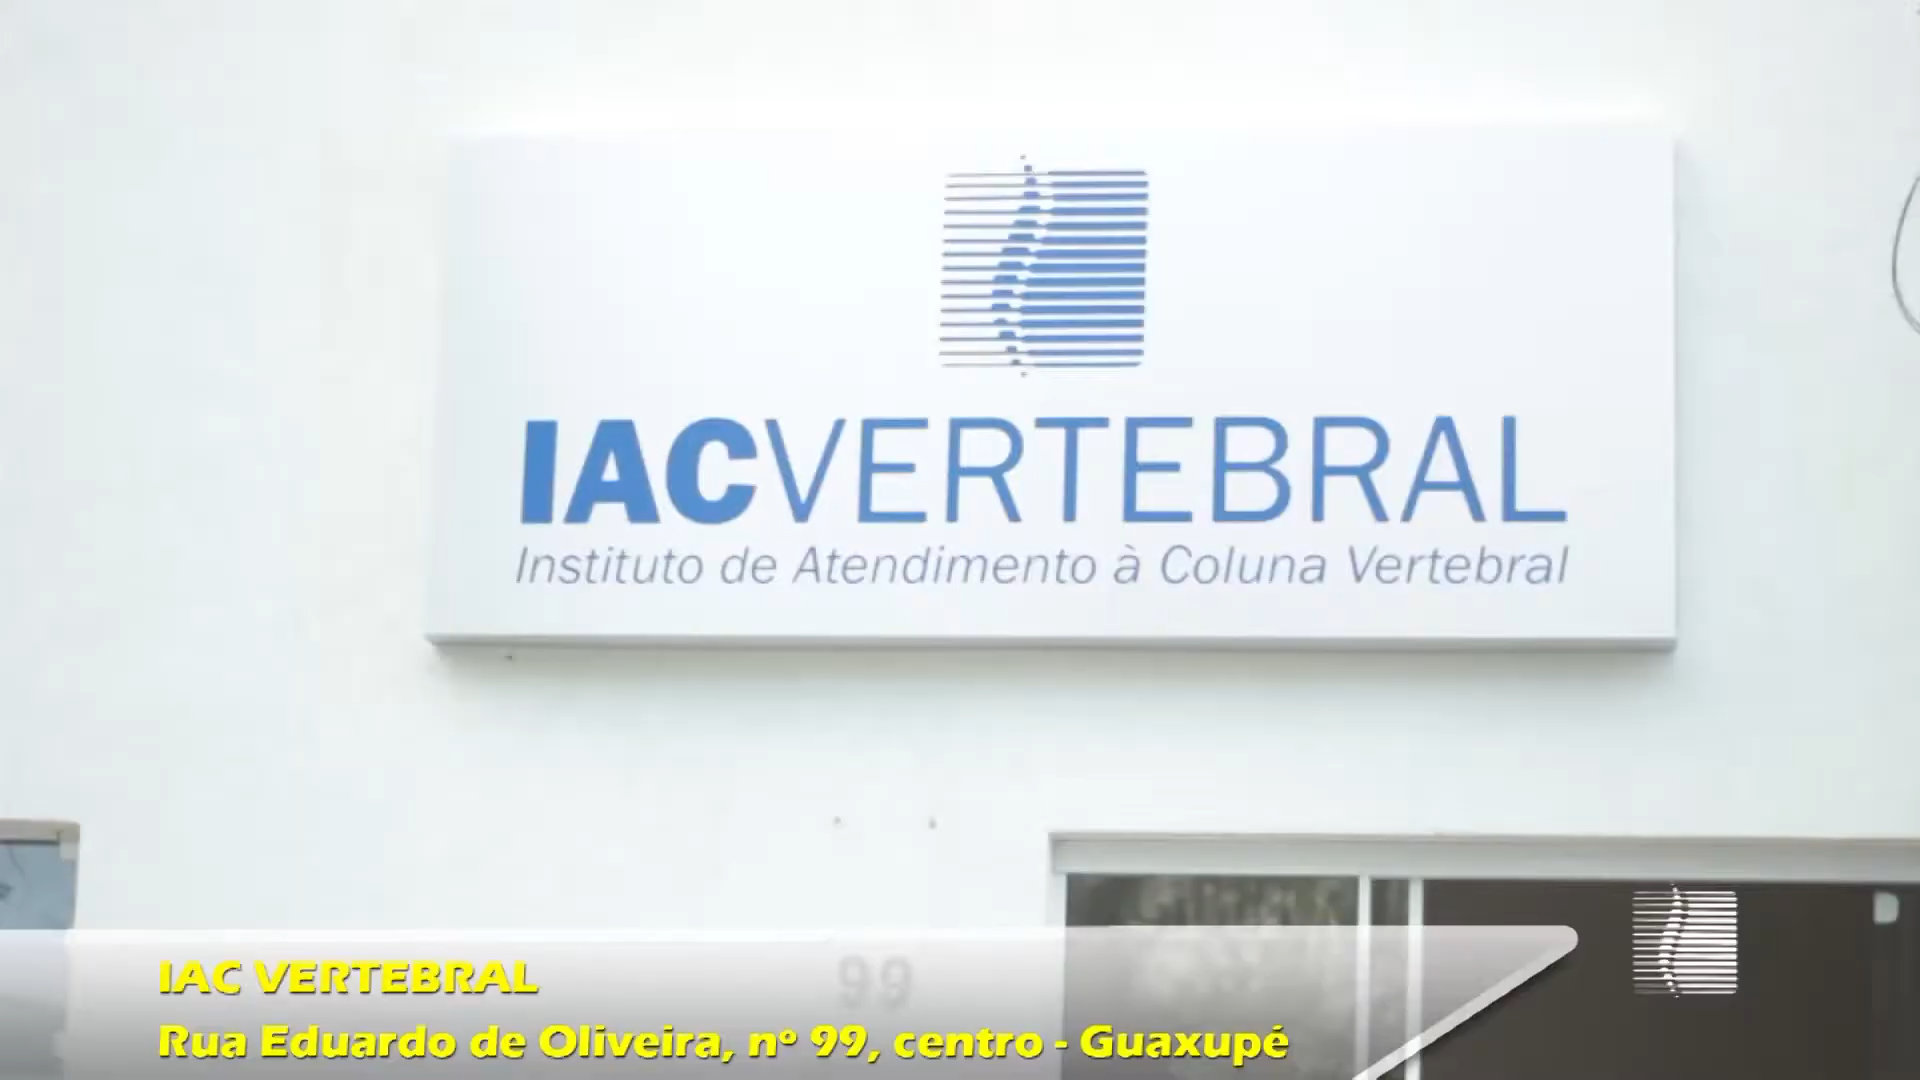 IACVERTEBRAL
Instituto de Atendimento à Coluna Vertebral
99
IAC VERTEBRAL
Rua Eduardo de Oliveira, nº 99, centro - Guaxupé